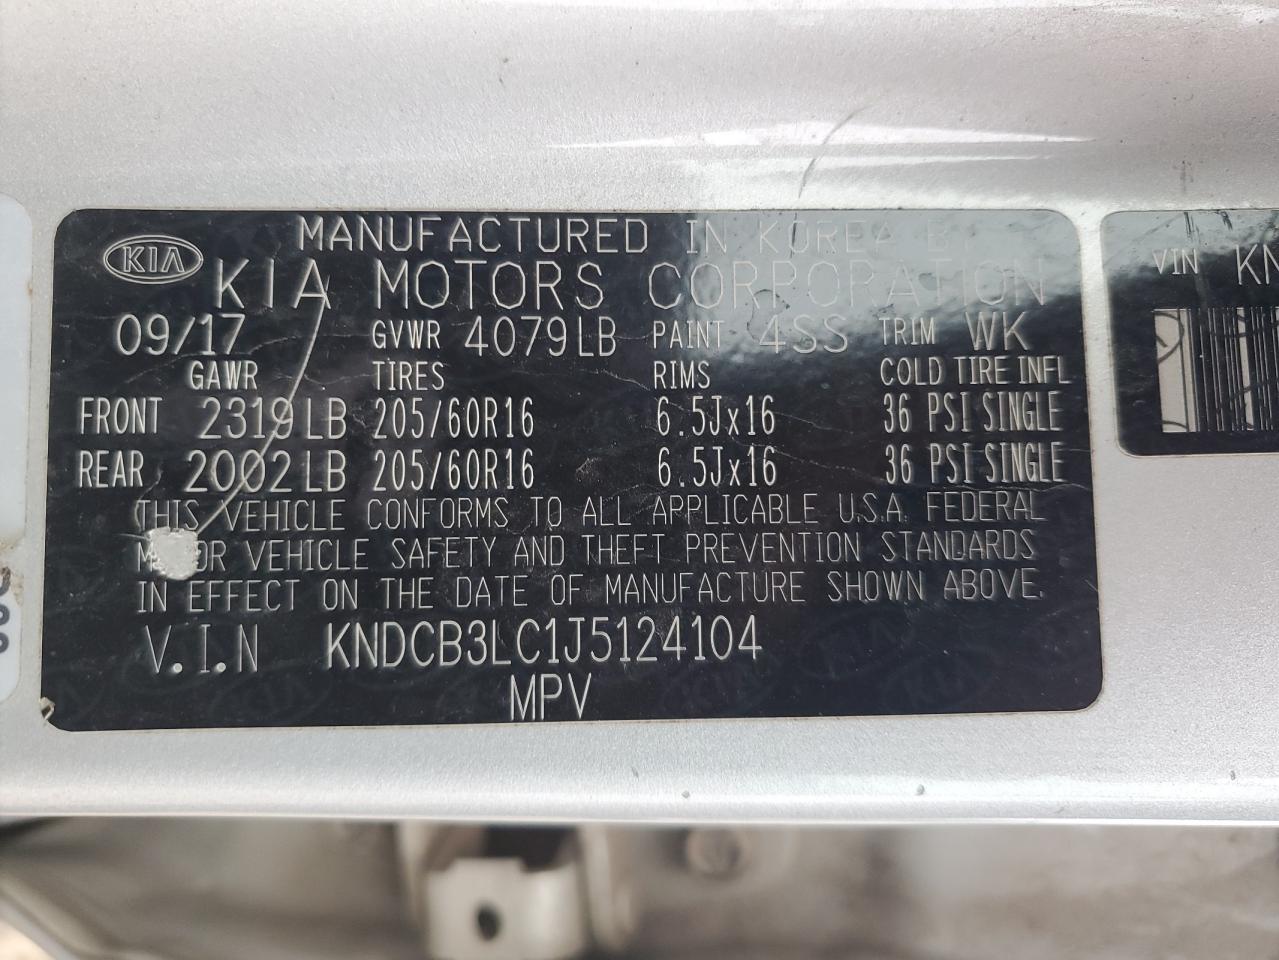 MANUFACTURED IN KOREA BY
KIA
KIA MOTORS CORPORATION
09/17 GVWR 4079LB PAINT 4SS TRIM WK
GAWR TIRES RIMS COLD TIRE INFL
FRONT 2319LB 205/60R16 6.5Jx16 36 PSI SINGLE
REAR 2002LB 205/60R16 6.5Jx16 36 PSI SINGLE
THIS VEHICLE CONFORMS TO ALL APPLICABLE U.S.A. FEDERAL
MOTOR VEHICLE SAFETY AND THEFT PREVENTION STANDARDS
IN EFFECT ON THE DATE OF MANUFACTURE SHOWN ABOVE.
V.I.N KNDCB3LC1J5124104
MPV
VIN KN